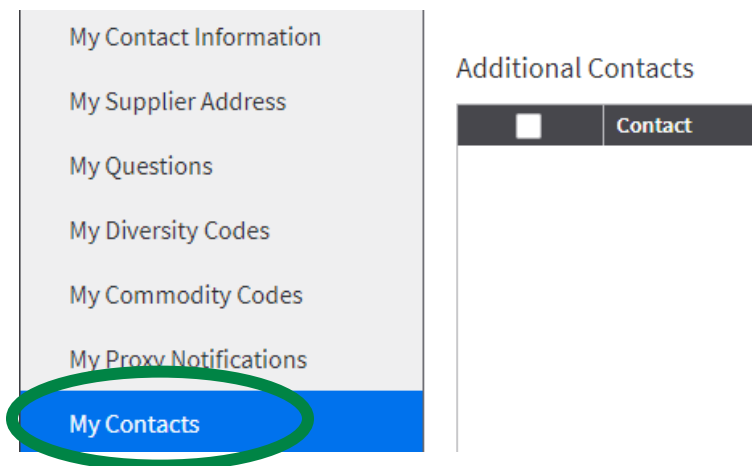 My Contact Information
My Supplier Address
My Questions
My Diversity Codes
My Commodity Codes
My Proxy Notifications
My Contacts
Additional Contacts
Contact